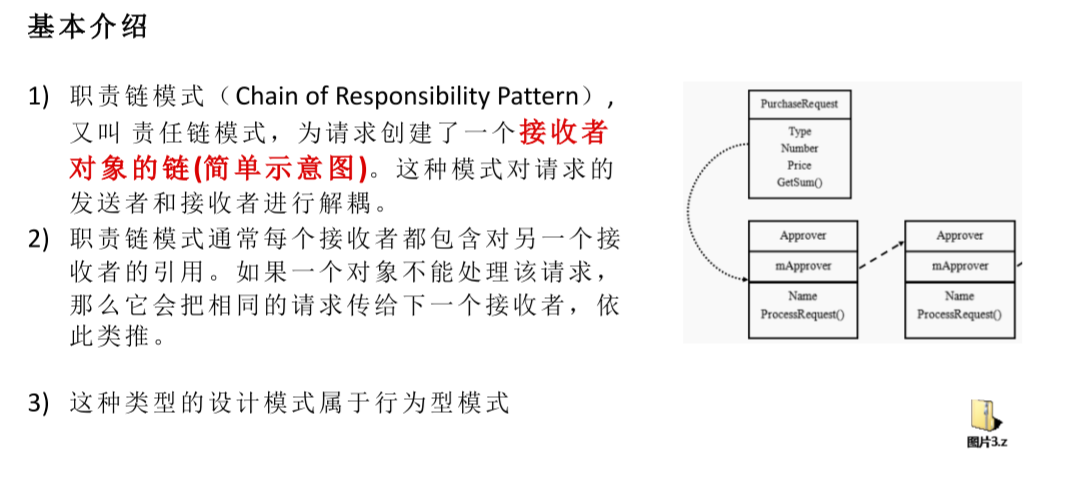 基本介绍
1) 职责链模式（Chain of Responsibility Pattern）,
又叫 责任链模式，为请求创建了一个接收者
对象的链(简单示意图)。这种模式对请求的
发送者和接收者进行解耦。
2) 职责链模式通常每个接收者都包含对另一个接
收者的引用。如果一个对象不能处理该请求，
那么它会把相同的请求传给下一个接收者，依
此类推。
3) 这种类型的设计模式属于行为型模式
PurchaseRequest
Type
Number
Price
GetSum()
Approver
mApprover
Name
ProcessRequest()
Approver
mApprover
Name
ProcessRequest()
图片3.z